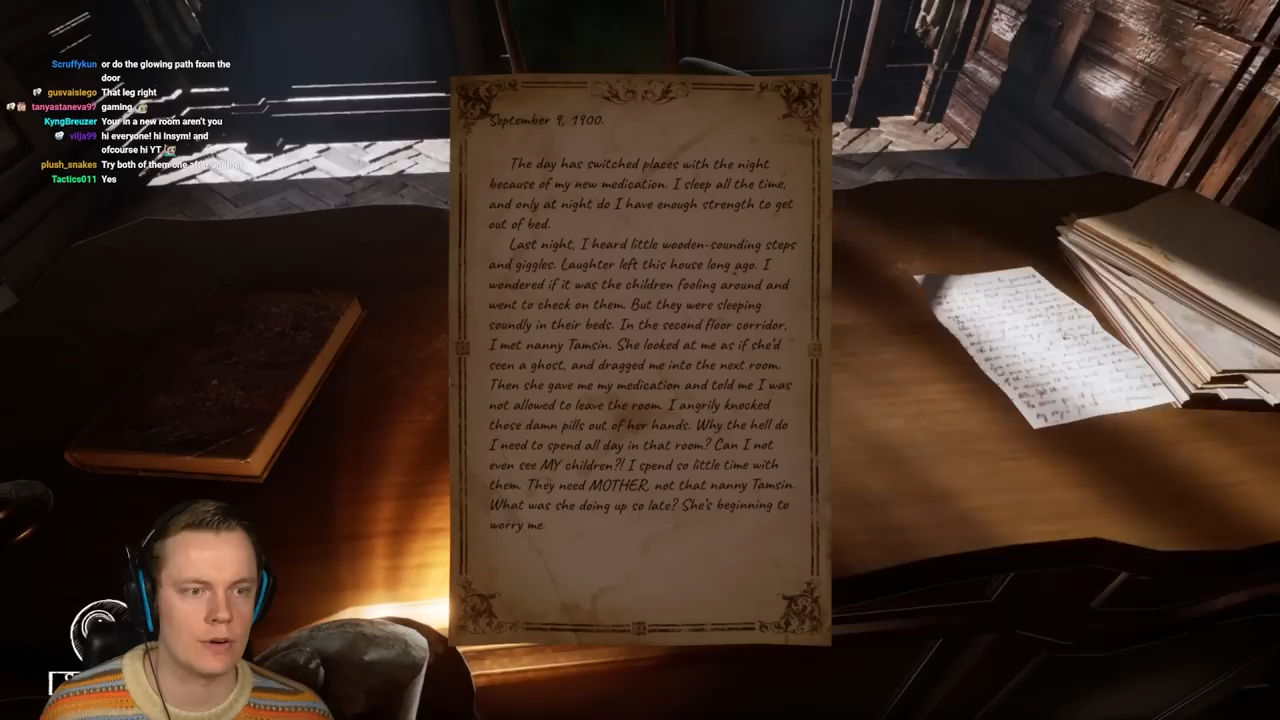 Scruffykun or do the glowing path from the
door
gusvaisiego That leg right
tanyastaneva97 gaming
KyngBreuzer Your in a new room aren't you
vilja99 hi everyone! hi Insym! and
ofcourse hi YT
plush_snakes Try both of them one after another
Tactics011 Yes
September 9, 1900.
The day has switched places with the night
because of my new medication. I sleep all the time,
and only at night do I have enough strength to get
out of bed.
Last night, I heard little wooden-sounding steps
and giggles. Laughter left this house long ago. I
wondered if it was the children fooling around and
went to check on them. But they were sleeping
soundly in their beds. In the second floor corridor,
I met nanny Tamsin. She looked at me as if she'd
seen a ghost, and dragged me into the next room.
Then she gave me my medication and told me I was
not allowed to leave the room. I angrily knocked
those damn pills out of her hands. Why the hell do
I need to spend all day in that room? Can I not
even see MY children?! I spend so little time with
them. They need MOTHER, not that nanny Tamsin.
What was she doing up so late? She's beginning to
worry me.